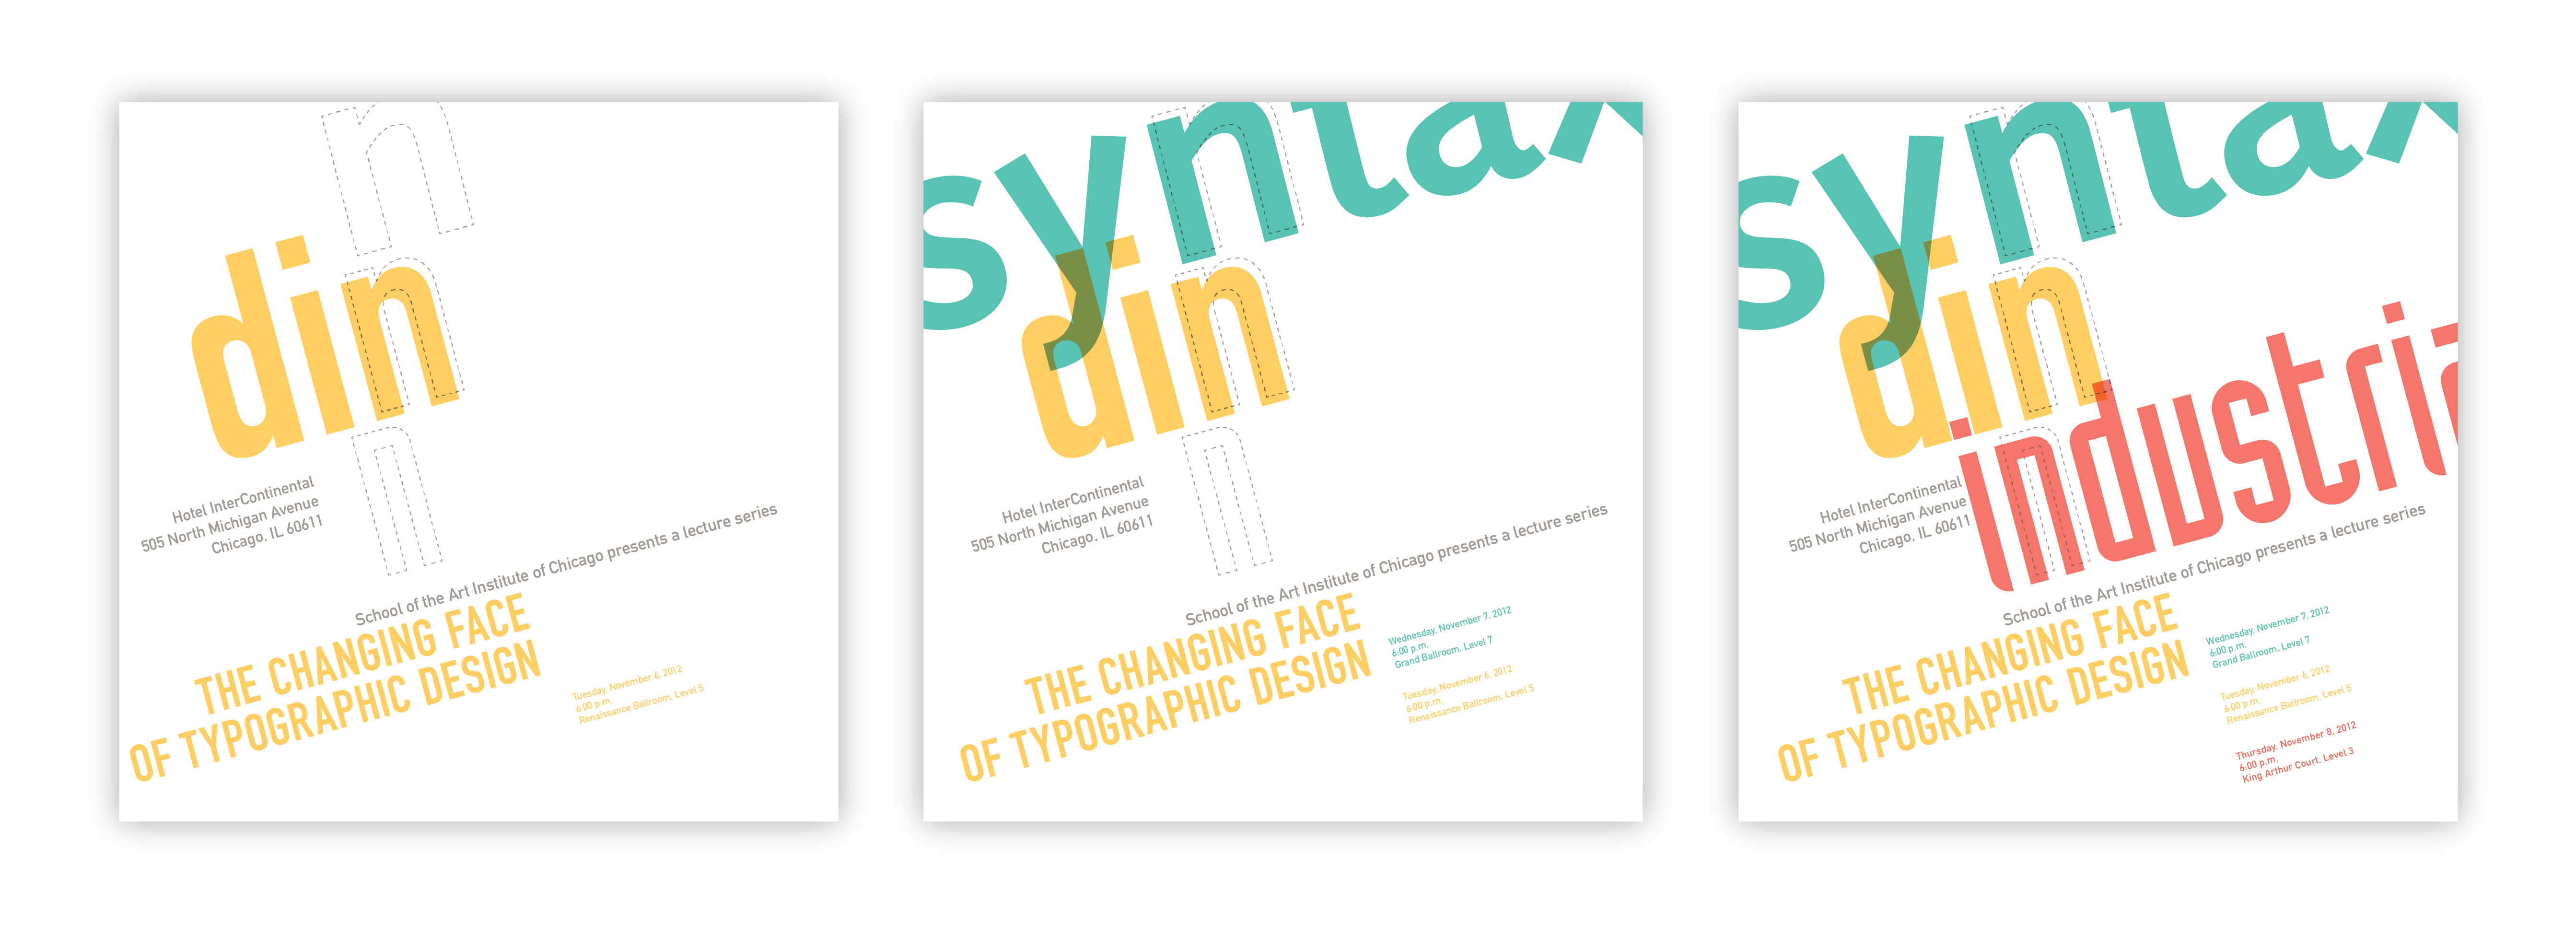 n
din
n
Hotel InterContinental
505 North Michigan Avenue
Chicago, IL 60611
School of the Art Institute of Chicago presents a lecture series
THE CHANGING FACE
OF TYPOGRAPHIC DESIGN
Tuesday, November 6, 2012
6:00 p.m.
Renaissance Ballroom, Level 5
syntax
din
n
Hotel InterContinental
505 North Michigan Avenue
Chicago, IL 60611
School of the Art Institute of Chicago presents a lecture series
THE CHANGING FACE
OF TYPOGRAPHIC DESIGN
Wednesday, November 7, 2012
6:00 p.m.
Grand Ballroom, Level 7
Tuesday, November 6, 2012
6:00 p.m.
Renaissance Ballroom, Level 5
syntax
din
industria
Hotel InterContinental
505 North Michigan Avenue
Chicago, IL 60611
School of the Art Institute of Chicago presents a lecture series
THE CHANGING FACE
OF TYPOGRAPHIC DESIGN
Wednesday, November 7, 2012
6:00 p.m.
Grand Ballroom, Level 7
Tuesday, November 6, 2012
6:00 p.m.
Renaissance Ballroom, Level 5
Thursday, November 8, 2012
6:00 p.m.
King Arthur Court, Level 3